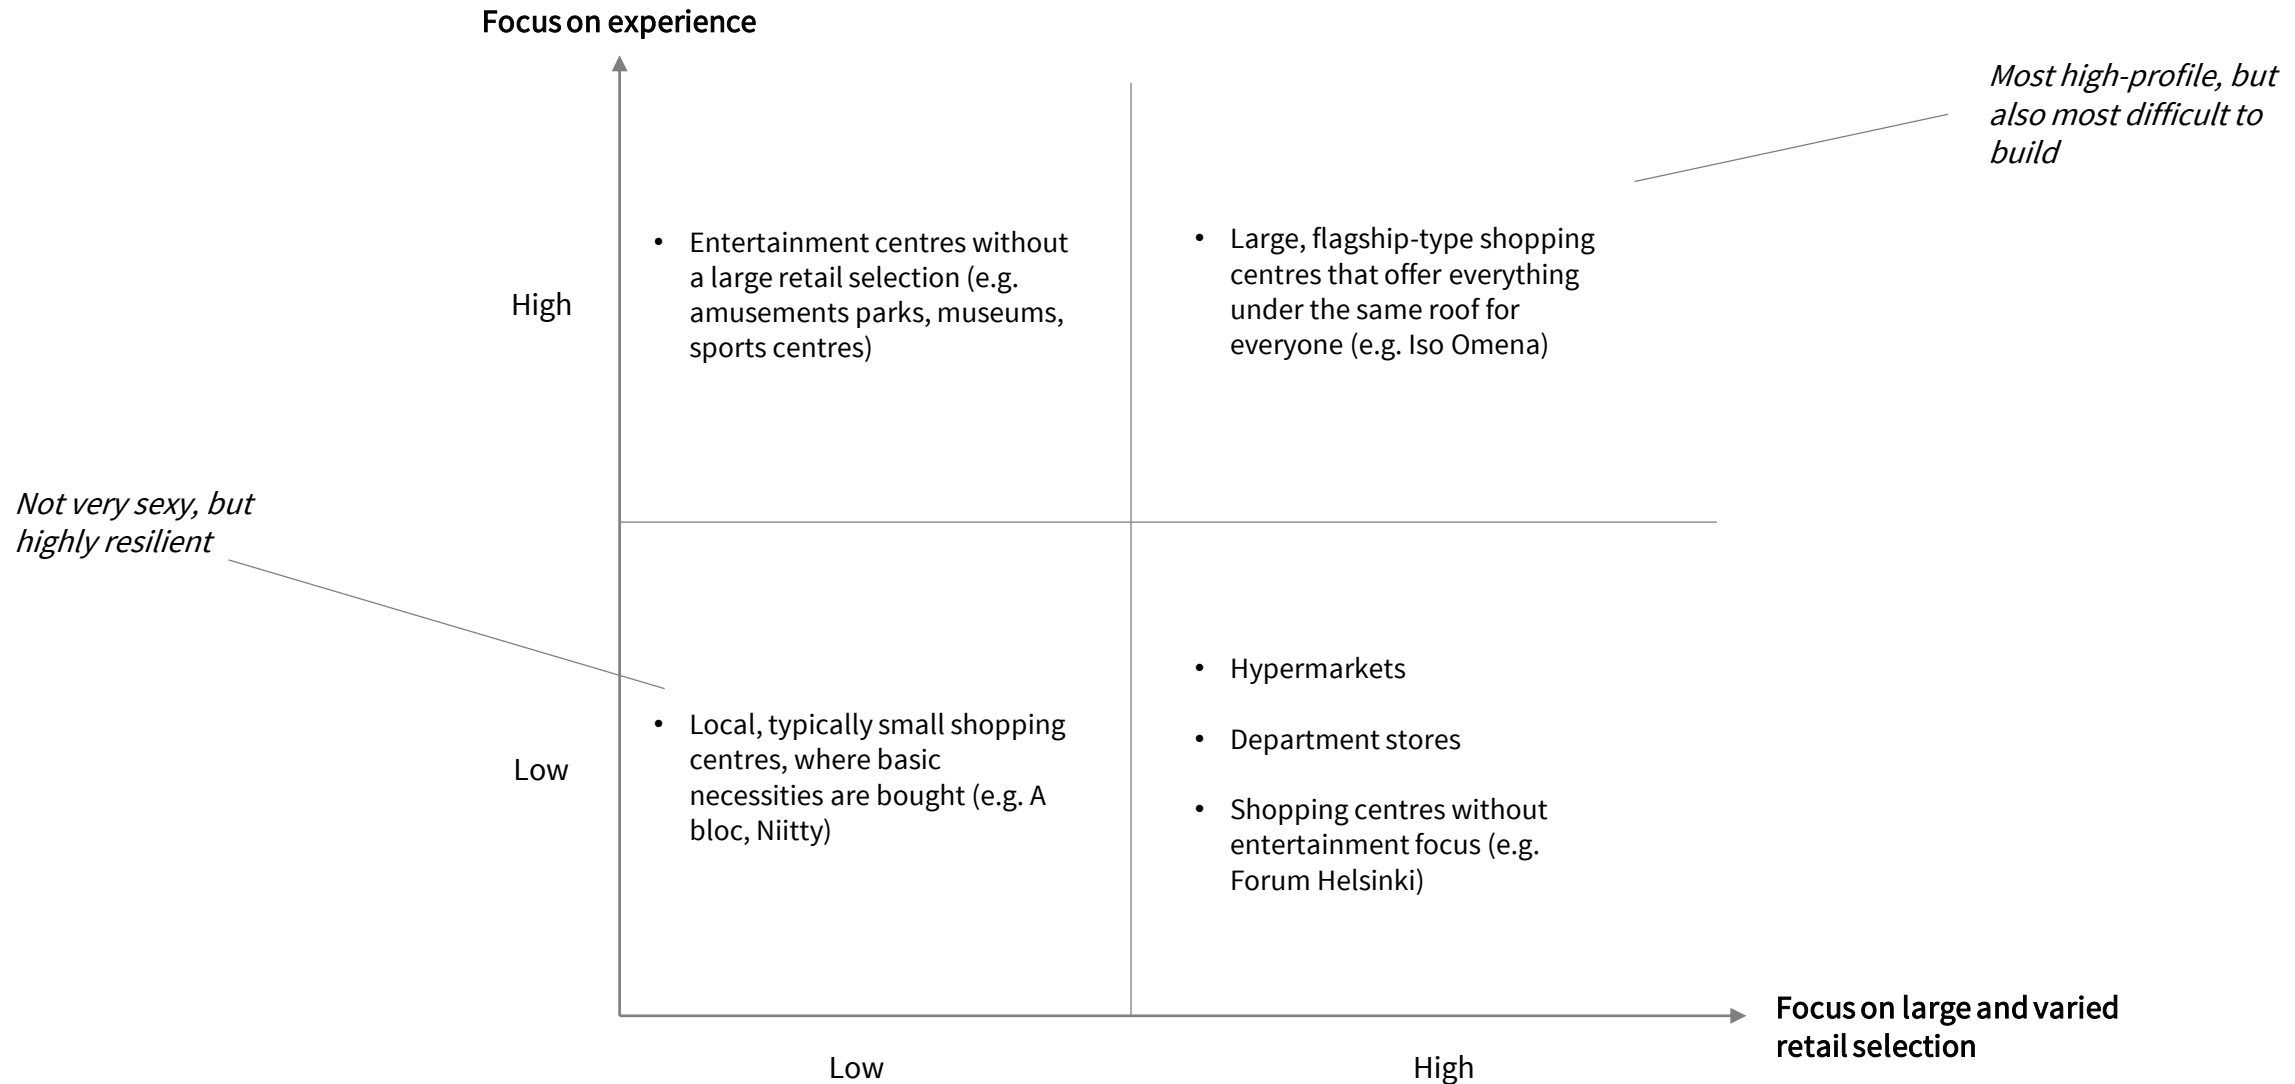 Focus on experience
Most high-profile, but
also most difficult to
build
• Entertainment centres without
a large retail selection (e.g.
amusements parks, museums,
sports centres)
• Large, flagship-type shopping
centres that offer everything
under the same roof for
everyone (e.g. Iso Omena)
High
Not very sexy, but
highly resilient
• Local, typically small shopping
centres, where basic
necessities are bought (e.g. A
bloc, Niitty)
• Hypermarkets
• Department stores
• Shopping centres without
entertainment focus (e.g.
Forum Helsinki)
Low
Focus on large and varied
retail selection
Low
High